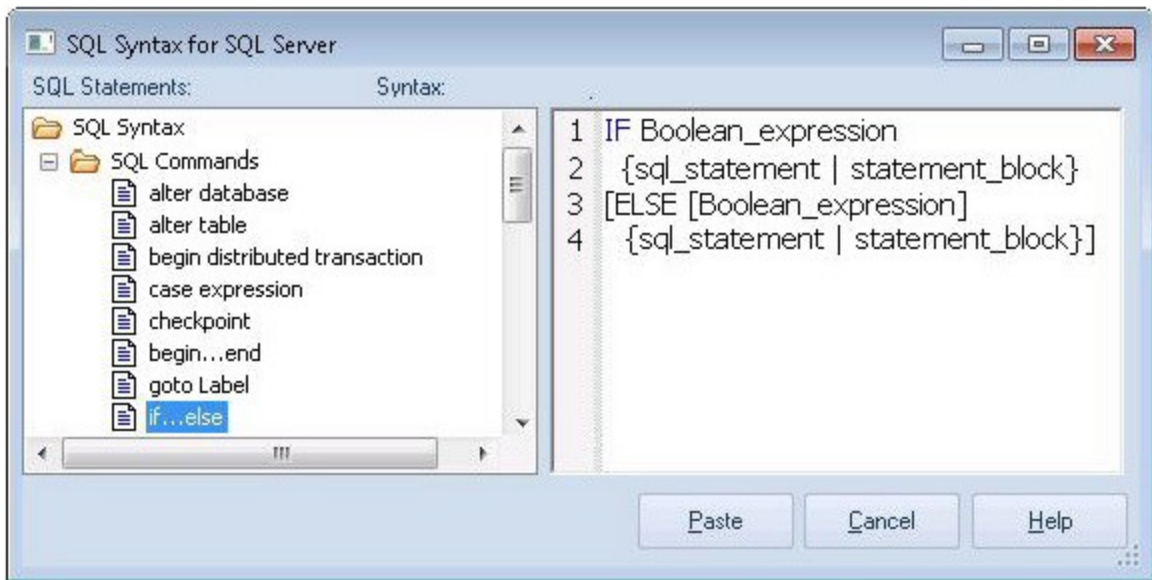 SQL Syntax for SQL Server
SQL Statements: Syntax:
SQL Syntax
SQL Commands
alter database
alter table
begin distributed transaction
case expression
checkpoint
begin...end
goto Label
if...else
1 IF Boolean_expression
2 {sql_statement | statement_block}
3 [ELSE [Boolean_expression]
4 {sql_statement | statement_block}]
Paste Cancel Help